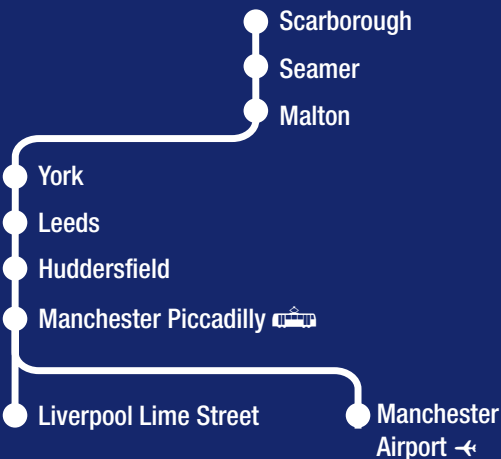 Scarborough
Seamer
Malton
York
Leeds
Huddersfield
Manchester Piccadilly
Liverpool Lime Street
Manchester
Airport